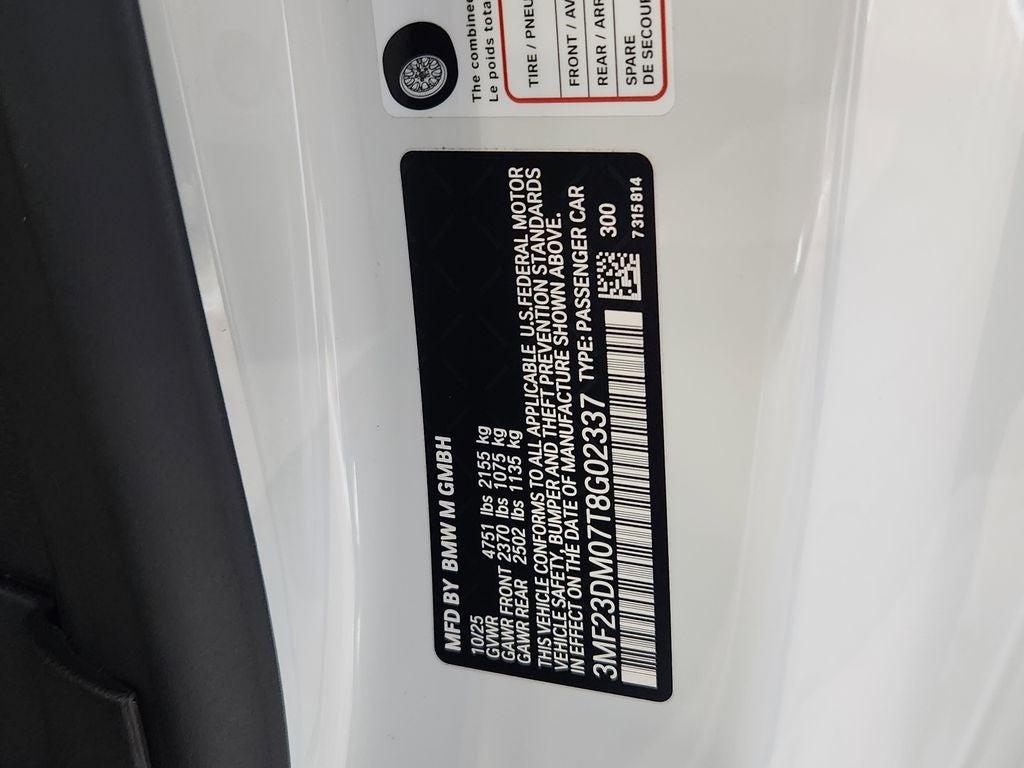 The combined
Le poids tota
TIRE / PNEU
FRONT / AV
REAR / ARR
SPARE
DE SECOUR
MFD BY BMW M GMBH
10/25
GVWR 4751 lbs 2155 kg
GAWR FRONT 2370 lbs 1075 kg
GAWR REAR 2502 lbs 1135 kg
THIS VEHICLE CONFORMS TO ALL APPLICABLE U.S.FEDERAL MOTOR
VEHICLE SAFETY, BUMPER AND THEFT PREVENTION STANDARDS
IN EFFECT ON THE DATE OF MANUFACTURE SHOWN ABOVE.
3MF23DM07T8G02337 TYPE: PASSENGER CAR
300
7315814